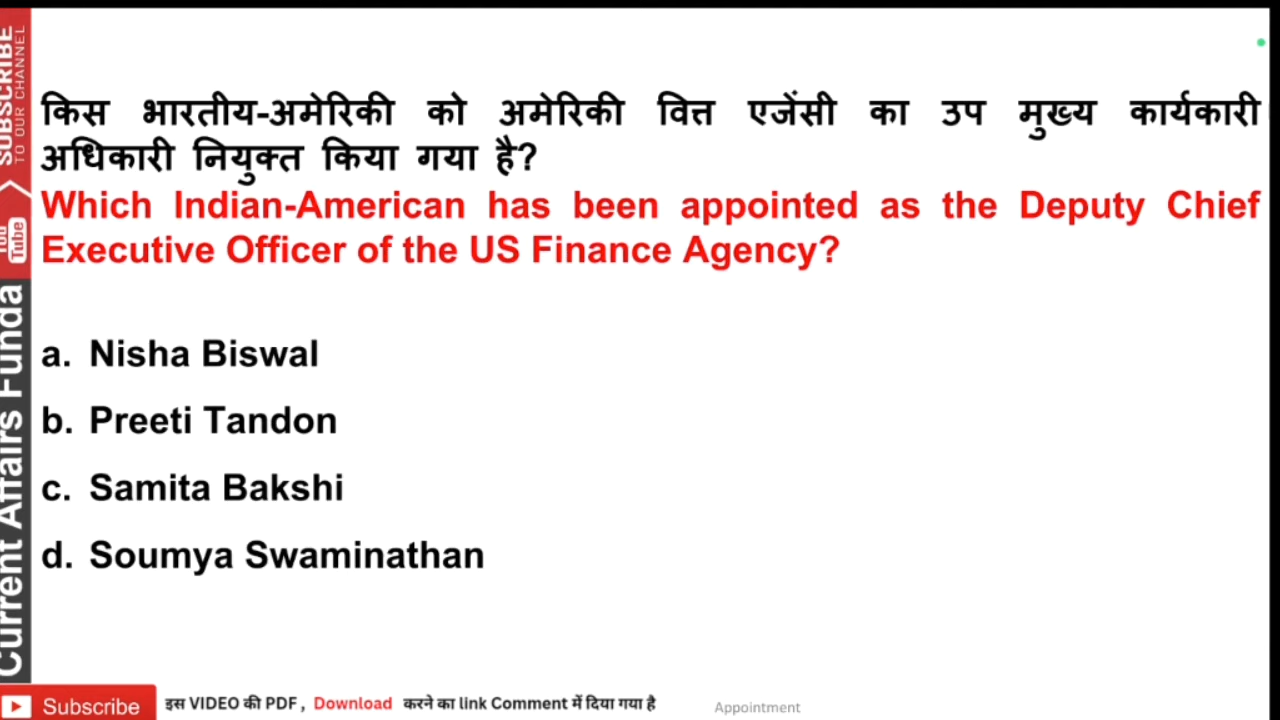 किस भारतीय-अमेरिकी को अमेरिकी वित्त एजेंसी का उप मुख्य कार्यकारी
अधिकारी नियुक्त किया गया है?
Which Indian-American has been appointed as the Deputy Chief
Executive Officer of the US Finance Agency?
a. Nisha Biswal
b. Preeti Tandon
c. Samita Bakshi
d. Soumya Swaminathan
SUBSCRIBE
TO OUR CHANNEL
You Tube
Current Affairs Funda
Subscribe
इस VIDEO की PDF , Download करने का link Comment में दिया गया है
Appointment